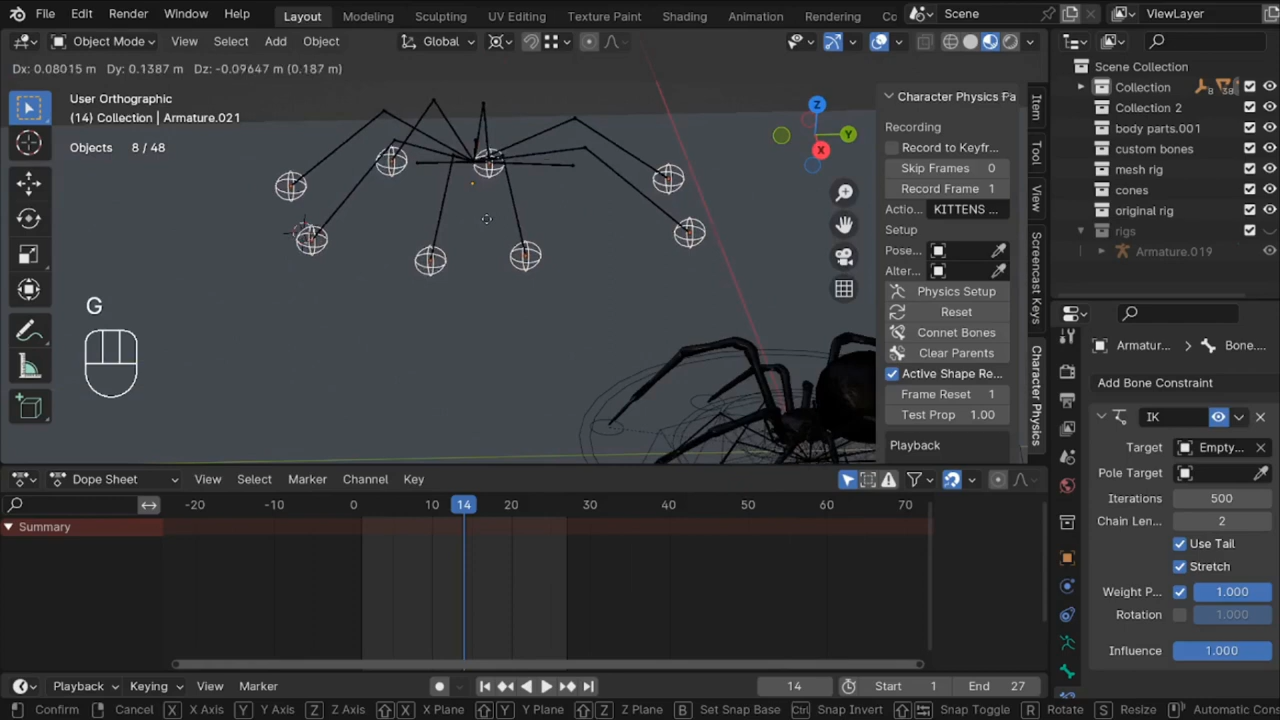 File Edit Render Window Help Layout Modeling Sculpting UV Editing Texture Paint Shading Animation Rendering Co Scene ViewLayer
Object Mode View Select Add Object Global
Dx: 0.08015 m Dy: 0.1387 m Dz: -0.09647 m (0.187 m)
User Orthographic
(14) Collection | Armature.021
Objects 8 / 48
G
Z
Y
X
Character Physics Pa
Recording
Record to Keyfr...
Skip Frames 0
Record Frame 1
Actio... KITTENS ...
Setup
Pose...
Alter...
Physics Setup
Reset
Connet Bones
Clear Parents
Active Shape Re...
Frame Reset 1
Test Prop 1.00
Playback
Item
Tool
View
Screencast Keys
Character Physics
Scene Collection
Collection 8 38
Collection 2
body parts.001
custom bones
mesh rig
cones
original rig
rigs
Armature.019
Armatur... Bone....
Add Bone Constraint
IK
Target Empty...
Pole Target
Iterations 500
Chain Len... 2
Use Tail
Stretch
Weight P... 1.000
Rotation 1.000
Influence 1.000
Dope Sheet View Select Marker Channel Key
-20 -10 0 10 14 20 30 40 50 60 70
Summary
Playback Keying View Marker 14 Start 1 End 27
Confirm Cancel X X Axis Y Y Axis Z Z Axis X X Plane Y Y Plane Z Z Plane B Set Snap Base Ctrl Snap Invert Snap Toggle R Rotate S Resize Automatic Cons